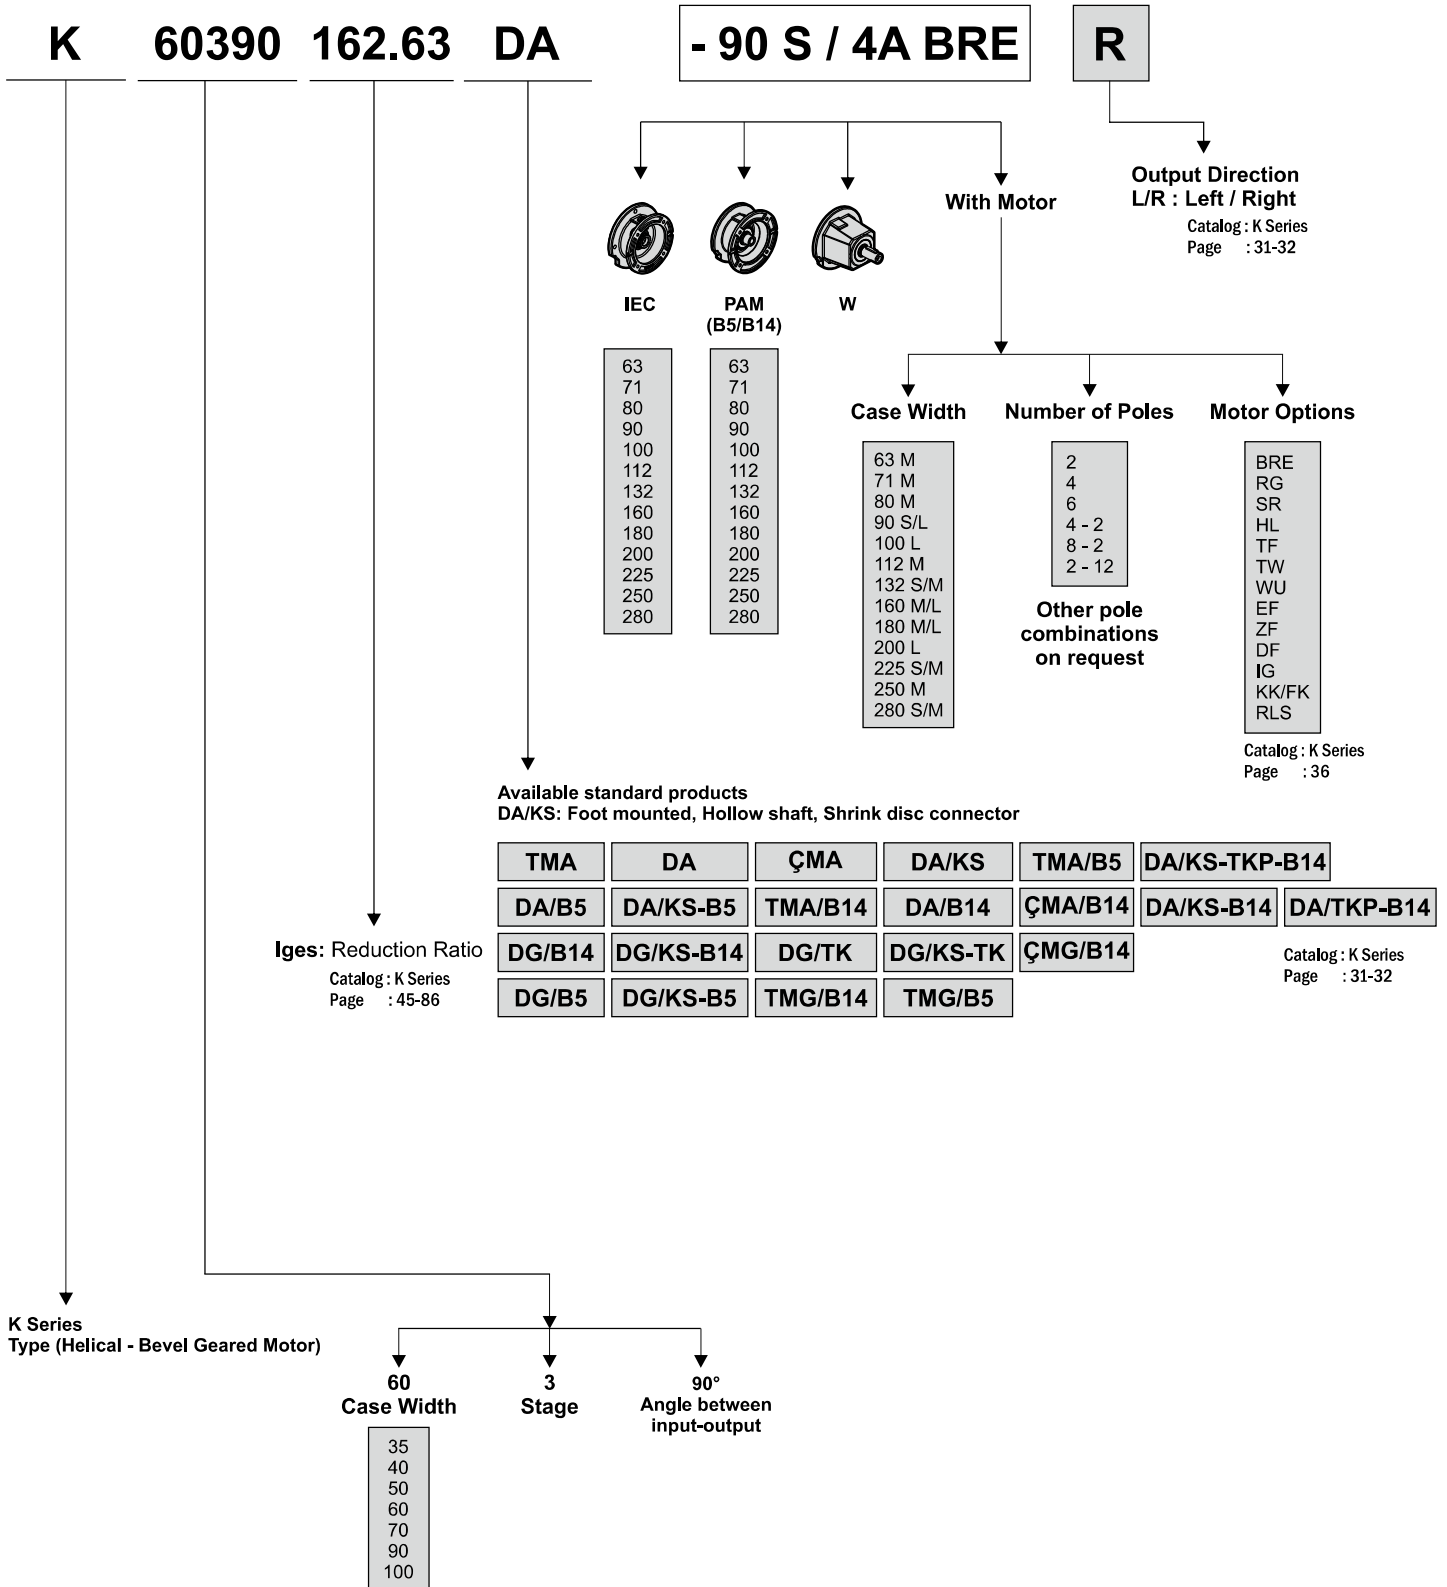 K 60390 162.63 DA - 90 S / 4A BRE R
Output Direction
L/R : Left / Right
Catalog : K Series
Page : 31-32
With Motor
IEC
PAM
(B5/B14)
W
63
71
80
90
100
112
132
160
180
200
225
250
280
63
71
80
90
100
112
132
160
180
200
225
250
280
Case Width
63 M
71 M
80 M
90 S/L
100 L
112 M
132 S/M
160 M/L
180 M/L
200 L
225 S/M
250 M
280 S/M
Number of Poles
2
4
6
4 - 2
8 - 2
2 - 12
Other pole
combinations
on request
Motor Options
BRE
RG
SR
HL
TF
TW
WU
EF
ZF
DF
IG
KK/FK
RLS
Catalog : K Series
Page : 36
Available standard products
DA/KS: Foot mounted, Hollow shaft, Shrink disc connector
TMA DA ÇMA DA/KS TMA/B5 DA/KS-TKP-B14
DA/B5 DA/KS-B5 TMA/B14 DA/B14 ÇMA/B14 DA/KS-B14 DA/TKP-B14
DG/B14 DG/KS-B14 DG/TK DG/KS-TK ÇMG/B14
DG/B5 DG/KS-B5 TMG/B14 TMG/B5
Catalog : K Series
Page : 31-32
Iges: Reduction Ratio
Catalog : K Series
Page : 45-86
K Series
Type (Helical - Bevel Geared Motor)
60
Case Width
35
40
50
60
70
90
100
3
Stage
90°
Angle between
input-output